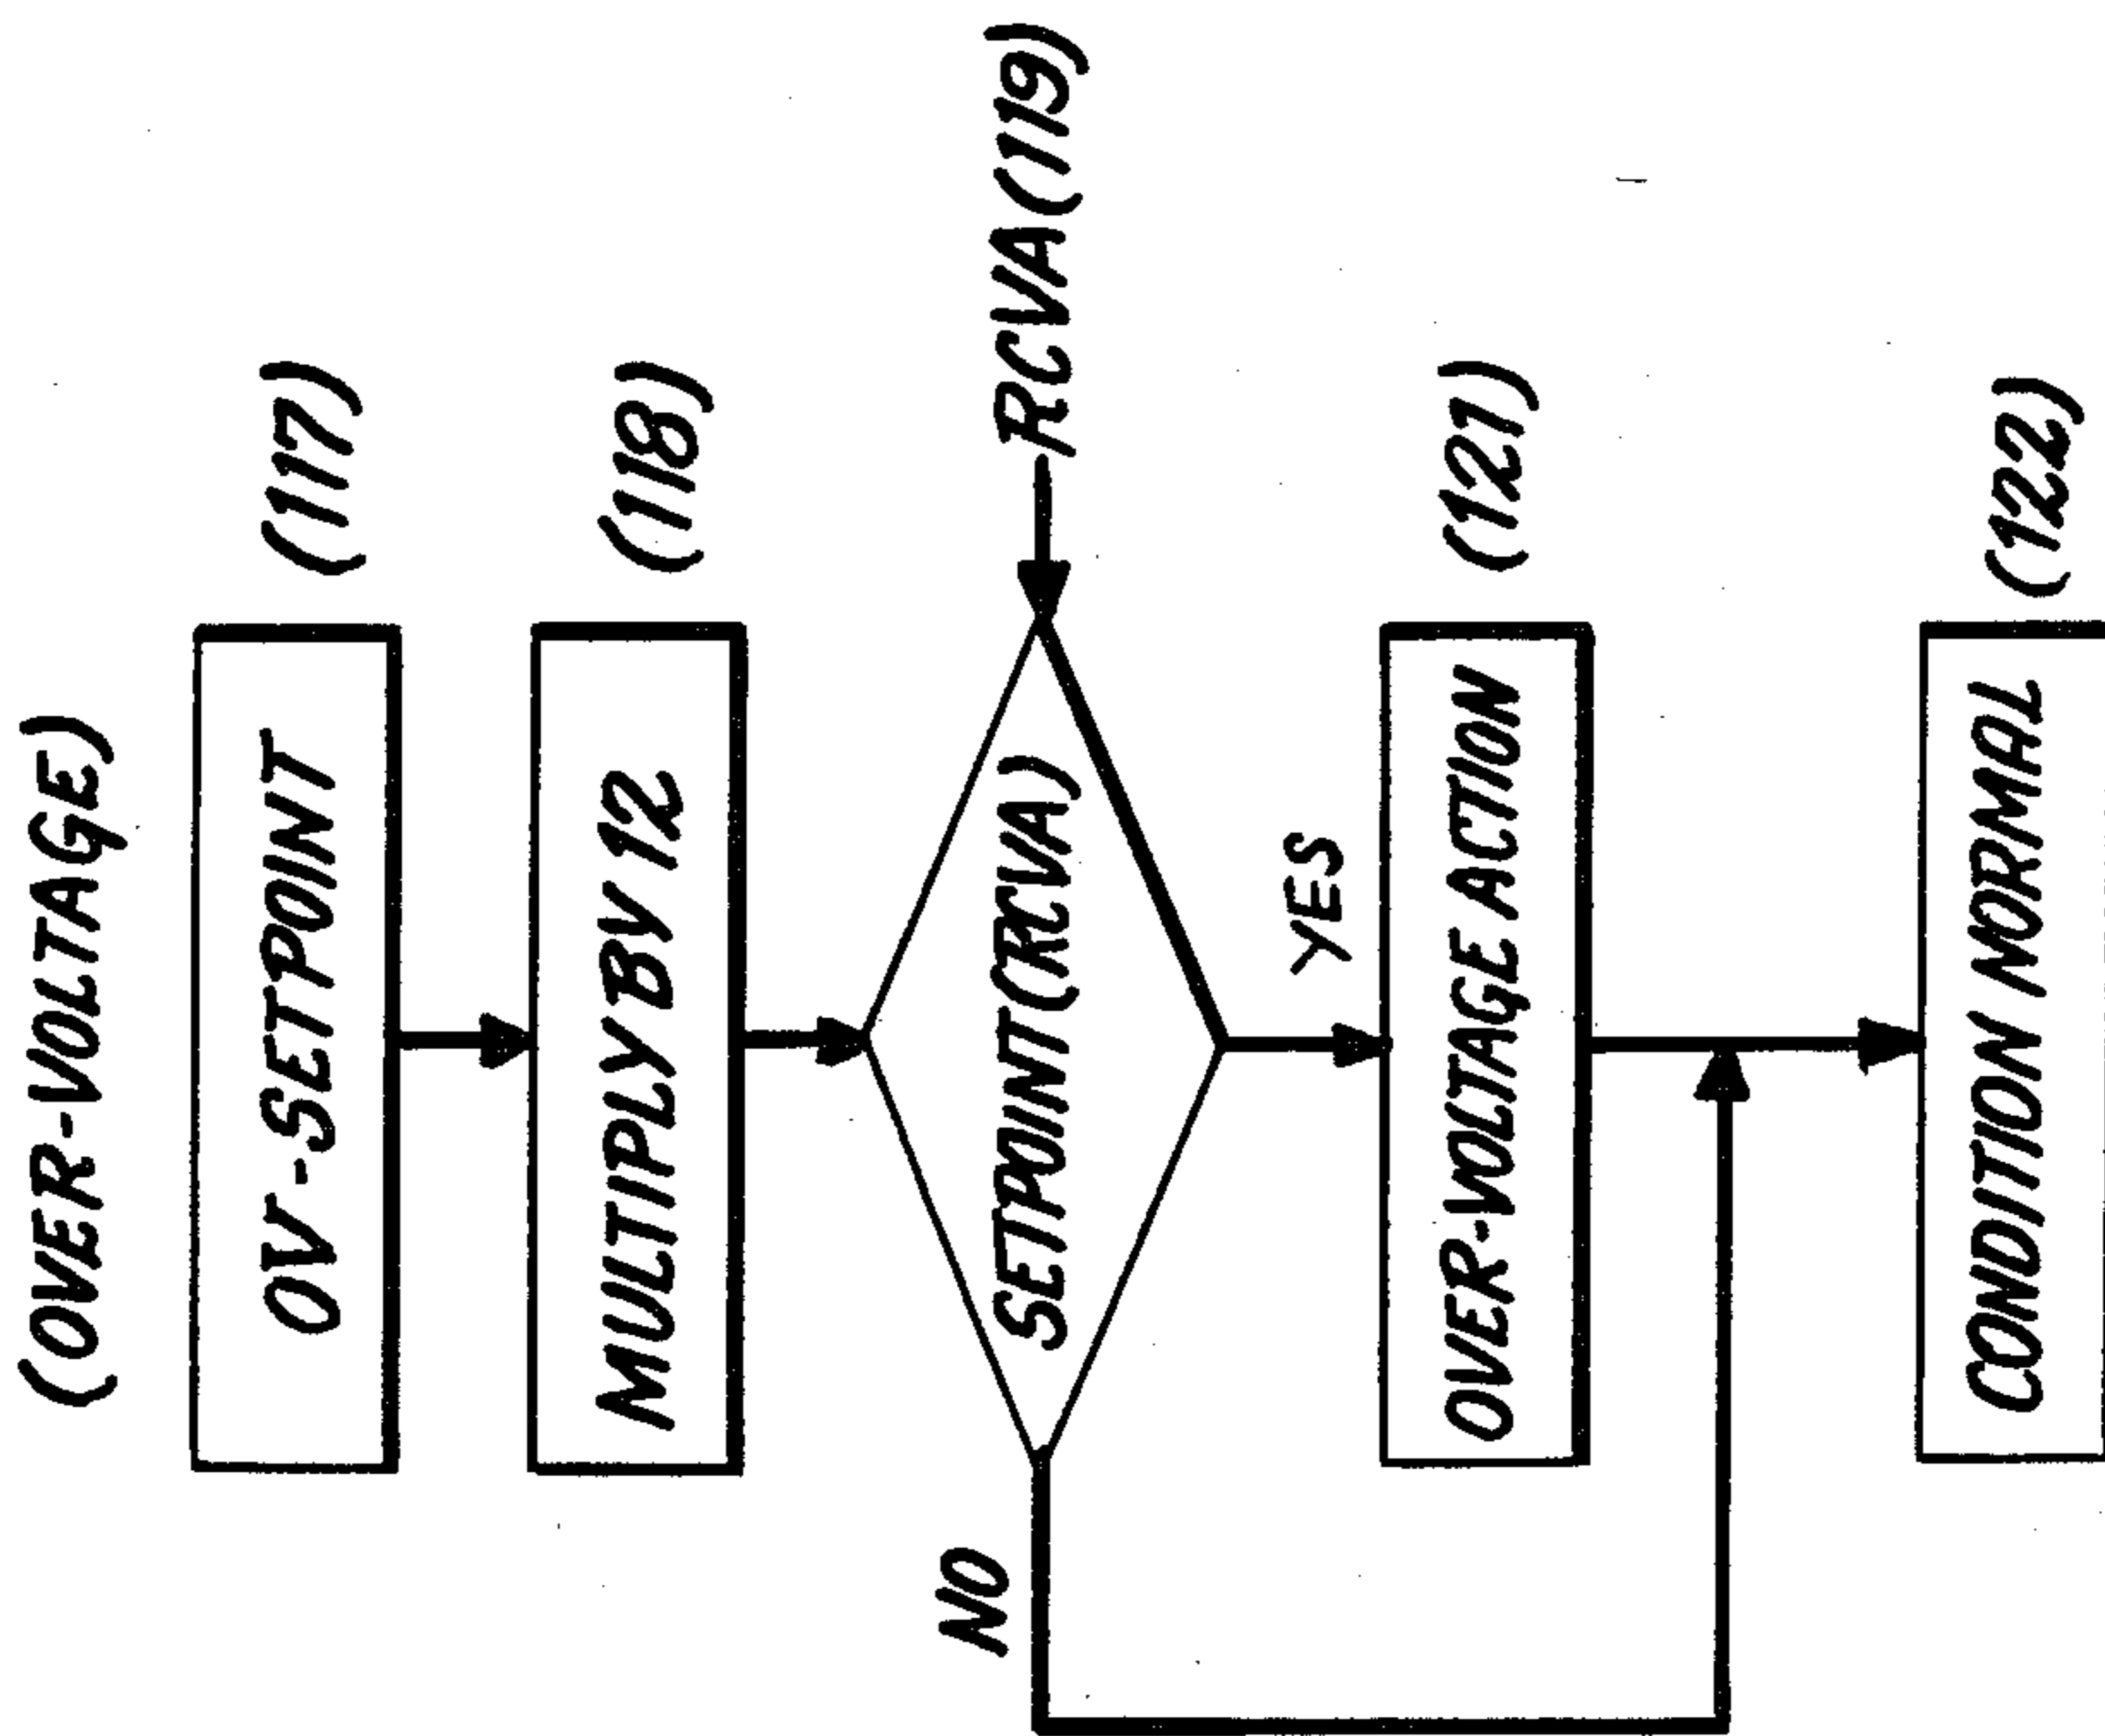 (OVER-VOLTAGE)
OV-SETPOINT (117)
MULTIPLY BY 12 (118)
SETPOINT(RCVA)
RCVA(119)
NO
YES
OVER-VOLTAGE ACTION (121)
CONDITION NORMAL (122)